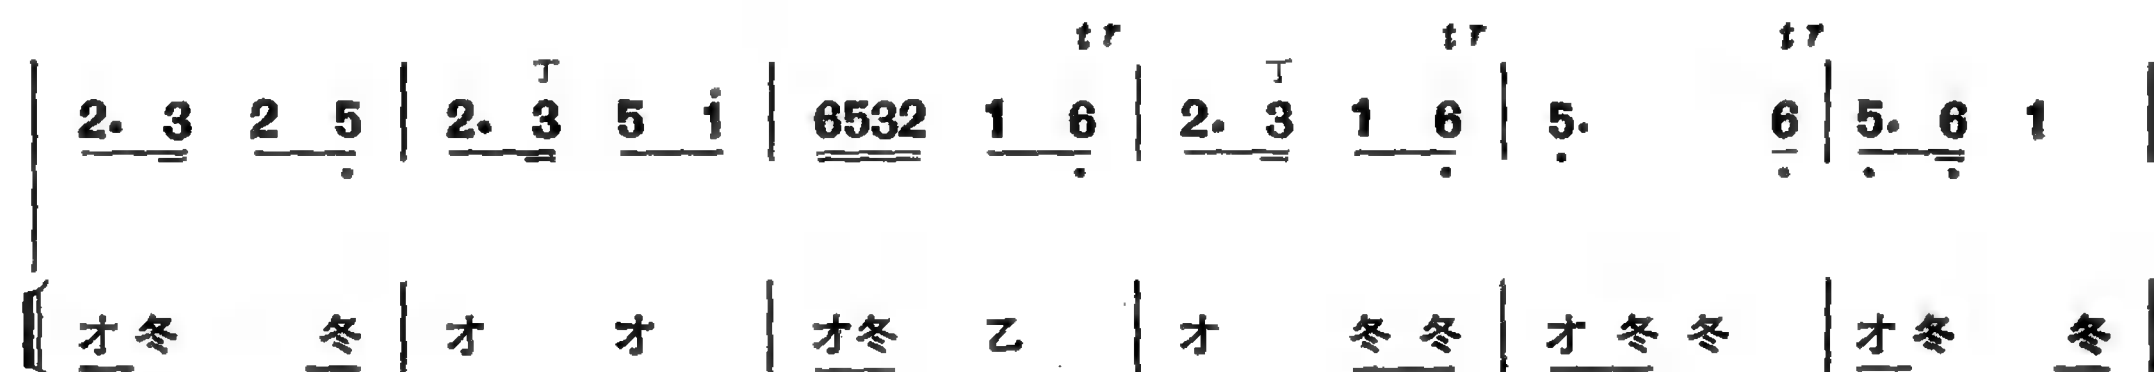 tr tr tr
丁 丁
2. 3 2 5 | 2. 3 5 1 | 6532 1 6 | 2. 3 1 6 | 5. 6 | 5. 6 1
才冬 冬 | 才 才 | 才冬 乙 | 才 冬冬 | 才冬冬 | 才冬 冬